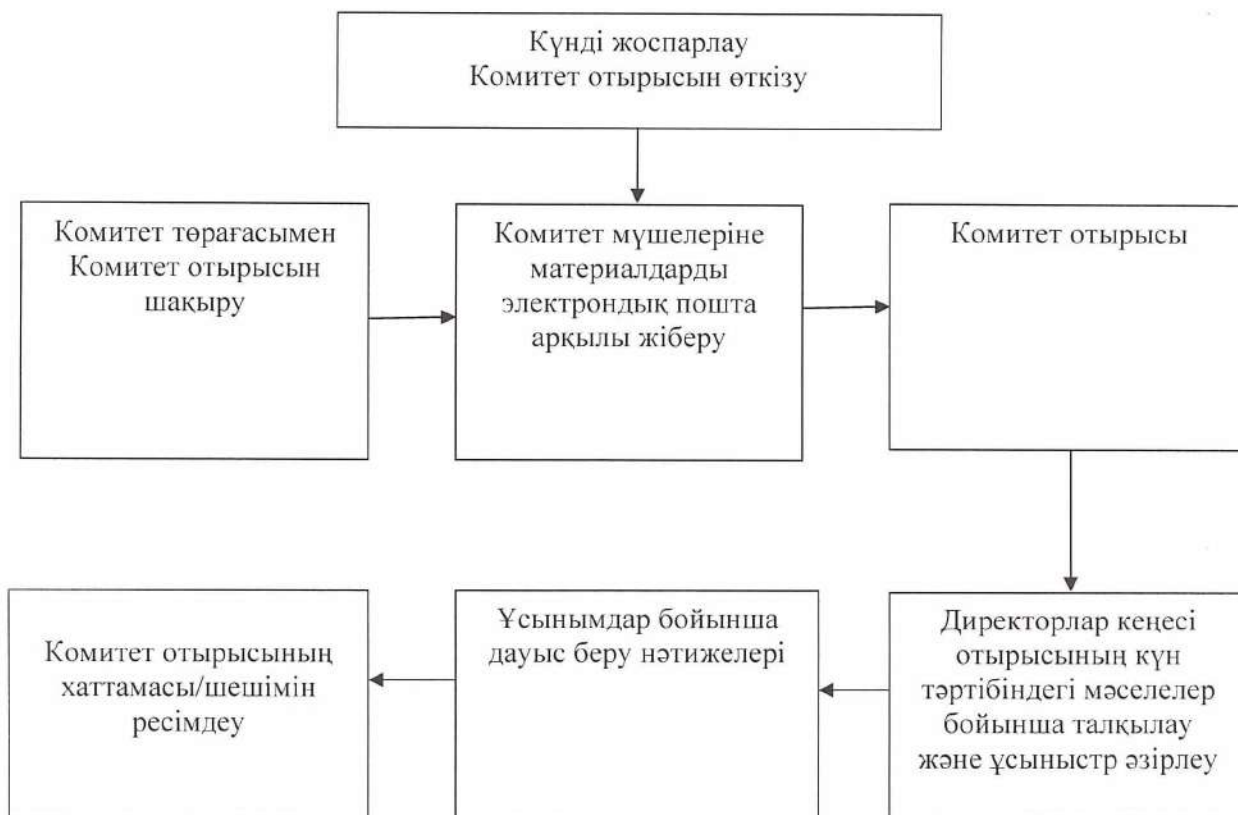 Күнді жоспарлау
Комитет отырысын өткізу
Комитет төрағасымен
Комитет отырысын
шақыру
Комитет мүшелеріне
материалдарды
электрондық пошта
арқылы жіберу
Комитет отырысы
Директорлар кеңесі
отырысының күн
тәртібіндегі мәселелер
бойынша талқылау
және ұсыныстр әзірлеу
Ұсынымдар бойынша
дауыс беру нәтижелері
Комитет отырысының
хаттамасы/шешімін
ресімдеу